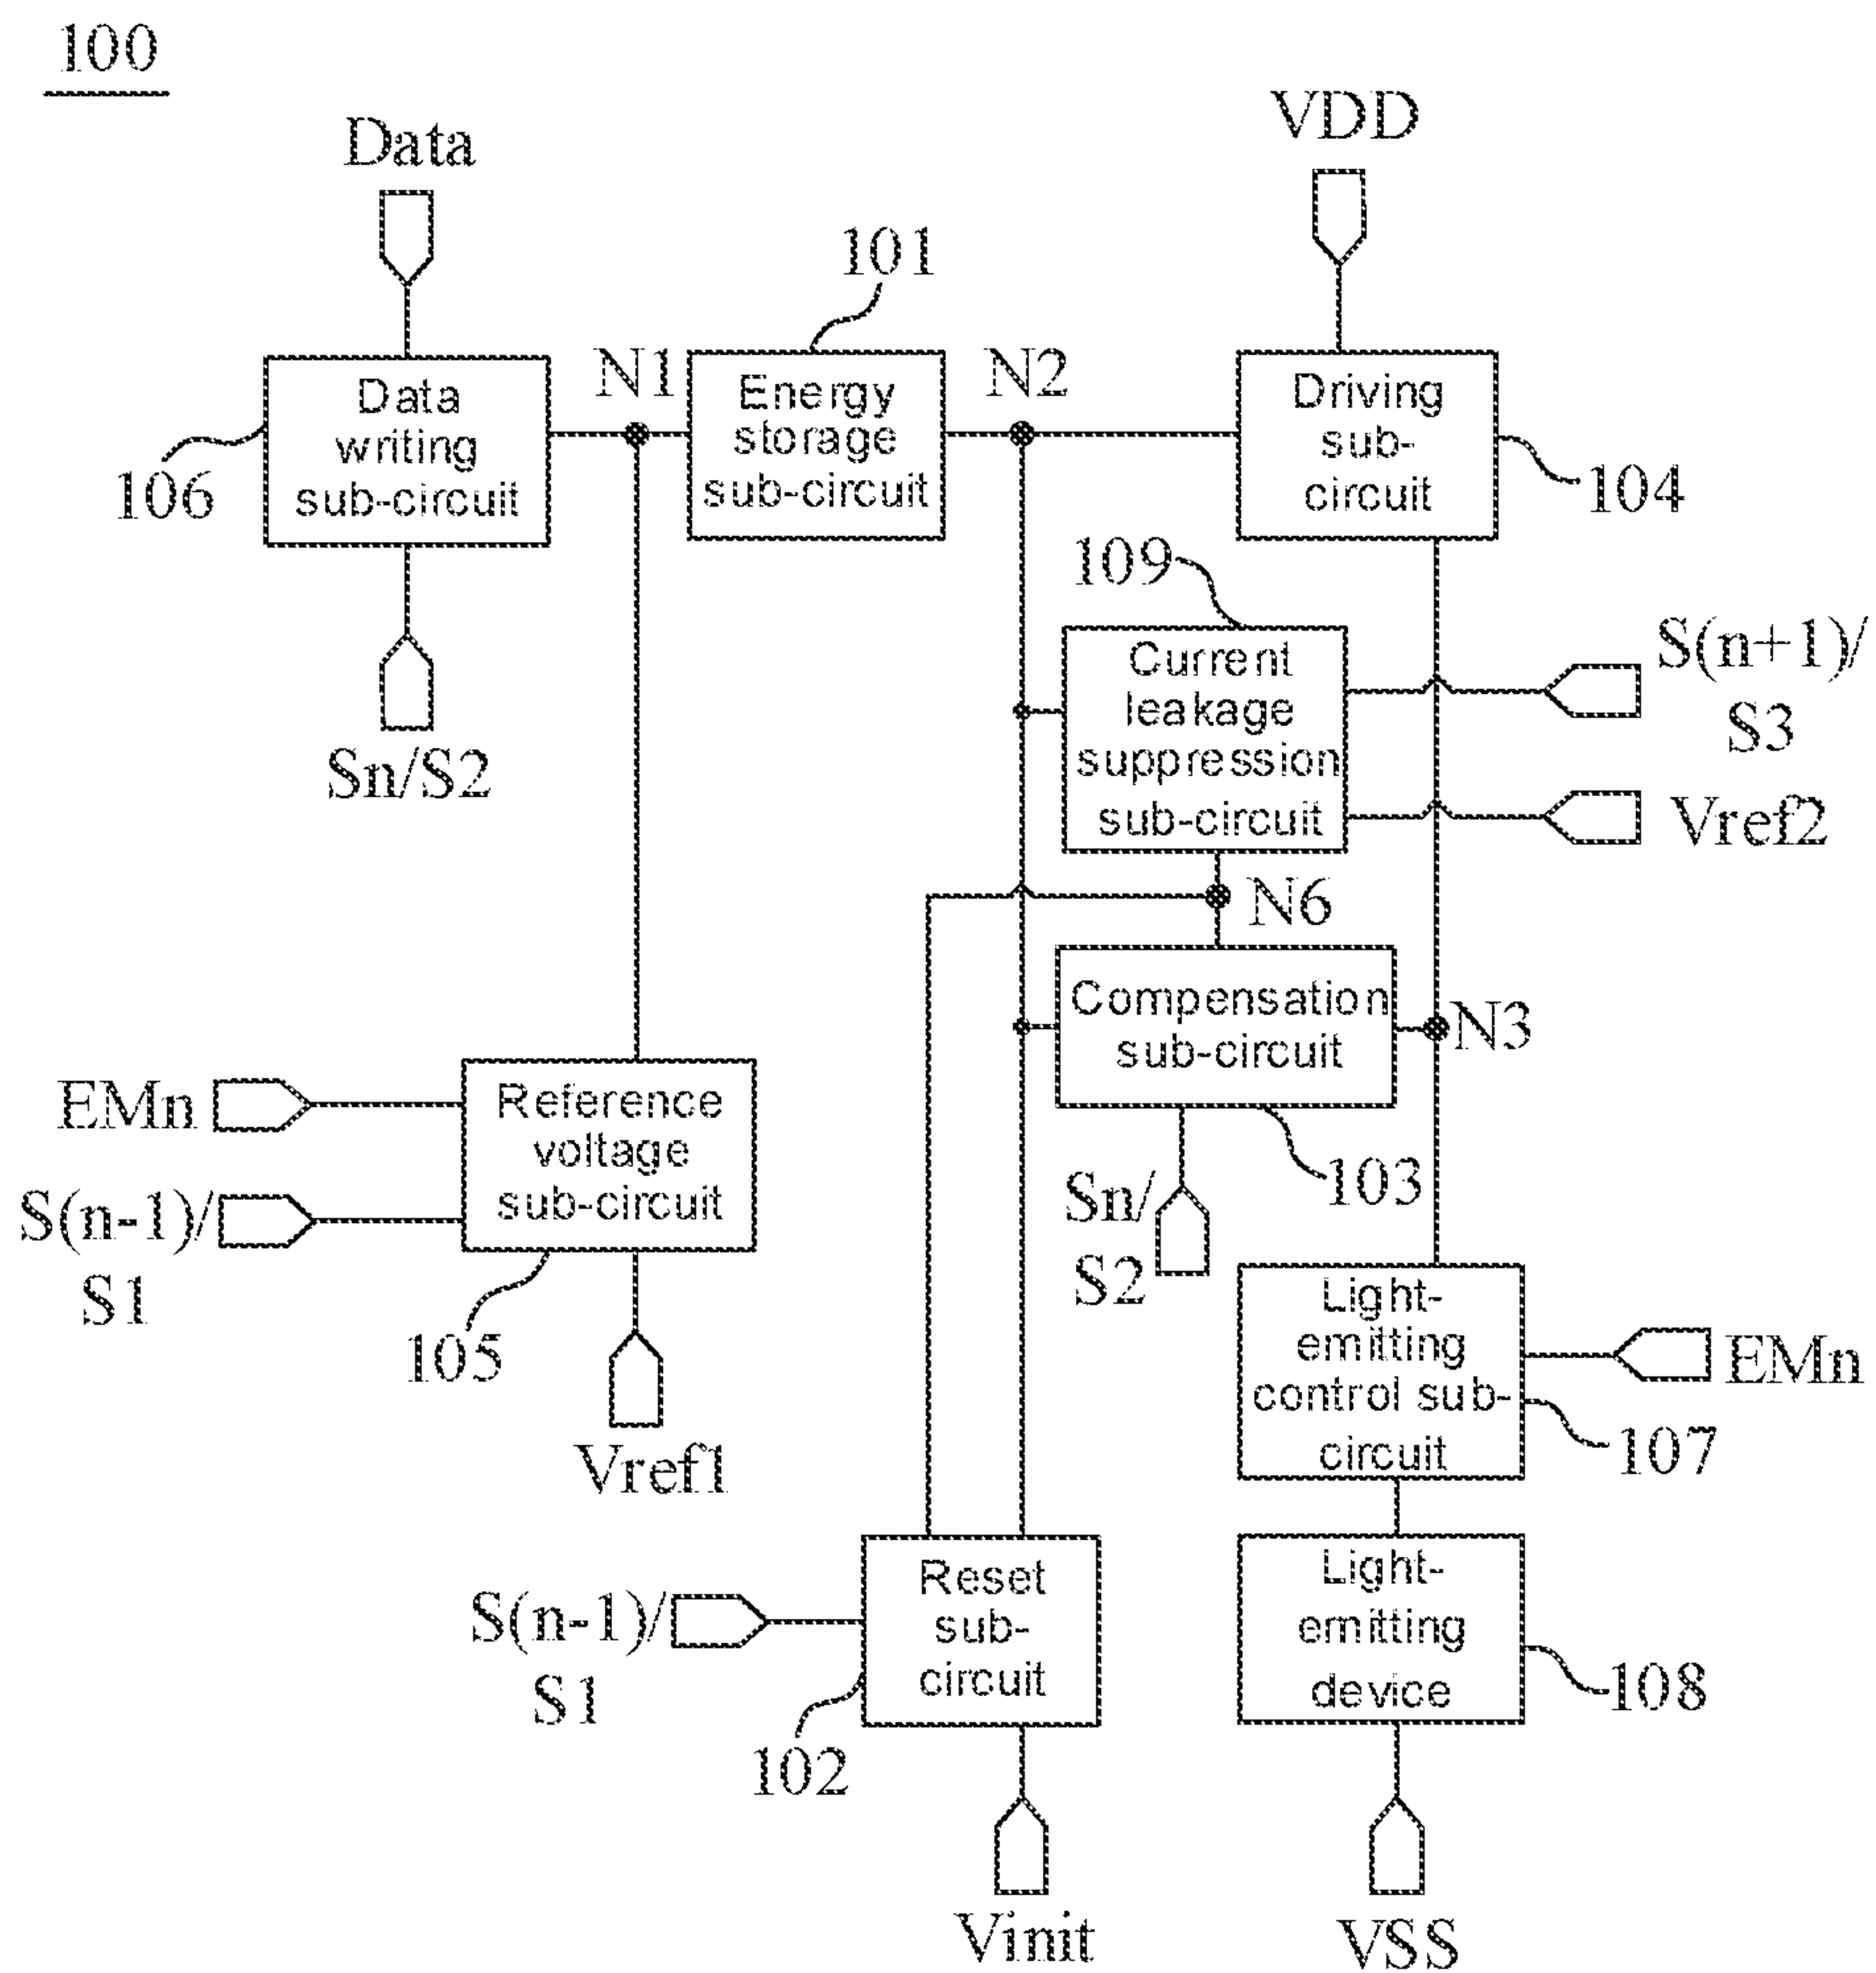 100
Data
VDD
101
N1
N2
Data
writing
sub-circuit
Energy
storage
sub-circuit
Driving
sub-
circuit
106
104
109
Sn/S2
Current
leakage
suppression
sub-circuit
S(n+1)/
S3
Vref2
N6
Compensation
sub-circuit
N3
EMn
Reference
voltage
sub-circuit
S(n-1)/
S1
103
Sn/
S2
105
Vref1
Light-
emitting
control sub-
circuit
EMn
107
S(n-1)/
S1
Reset
sub-
circuit
Light-
emitting
device
108
102
Vinit
VSS